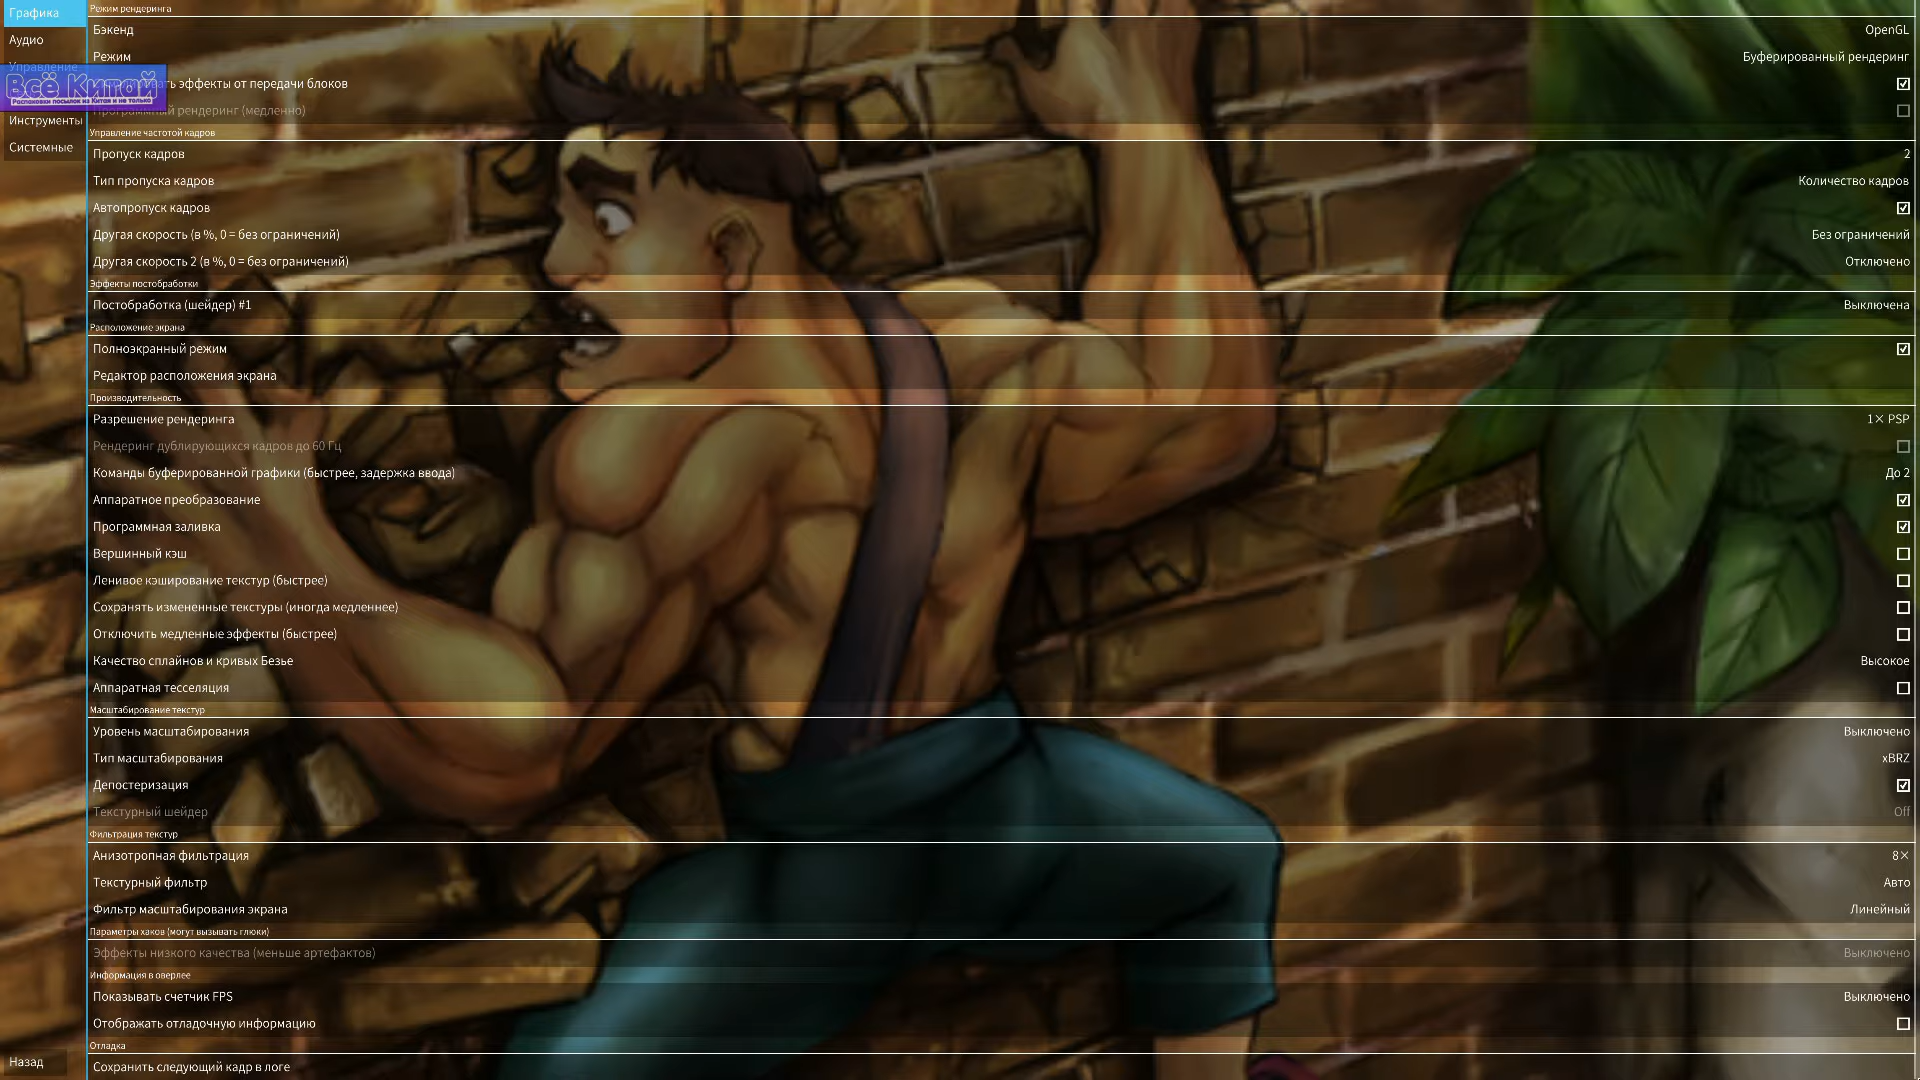 Графика
Аудио
Управление
Всё Китай
Распаковки посылок из Китая и не только
Инструменты
Системные
Назад
Режим рендеринга
Бэкенд OpenGL
Режим Буферированный рендеринг
ть эффекты от передачи блоков
Программный рендеринг (медленно)
Управление частотой кадров
Пропуск кадров 2
Тип пропуска кадров Количество кадров
Автопропуск кадров
Другая скорость (в %, 0 = без ограничений) Без ограничений
Другая скорость 2 (в %, 0 = без ограничений) Отключено
Эффекты постобработки
Постобработка (шейдер) #1 Выключена
Расположение экрана
Полноэкранный режим
Редактор расположения экрана
Производительность
Разрешение рендеринга 1× PSP
Рендеринг дублирующихся кадров до 60 Гц
Команды буферированной графики (быстрее, задержка ввода) До 2
Аппаратное преобразование
Программная заливка
Вершинный кэш
Ленивое кэширование текстур (быстрее)
Сохранять измененные текстуры (иногда медленнее)
Отключить медленные эффекты (быстрее)
Качество сплайнов и кривых Безье Высокое
Аппаратная тесселяция
Масштабирование текстур
Уровень масштабирования Выключено
Тип масштабирования xBRZ
Депостеризация
Текстурный шейдер Off
Фильтрация текстур
Анизотропная фильтрация 8×
Текстурный фильтр Авто
Фильтр масштабирования экрана Линейный
Параметры хаков (могут вызывать глюки)
Эффекты низкого качества (меньше артефактов) Выключено
Информация в оверлее
Показывать счетчик FPS Выключено
Отображать отладочную информацию
Отладка
Сохранить следующий кадр в логе